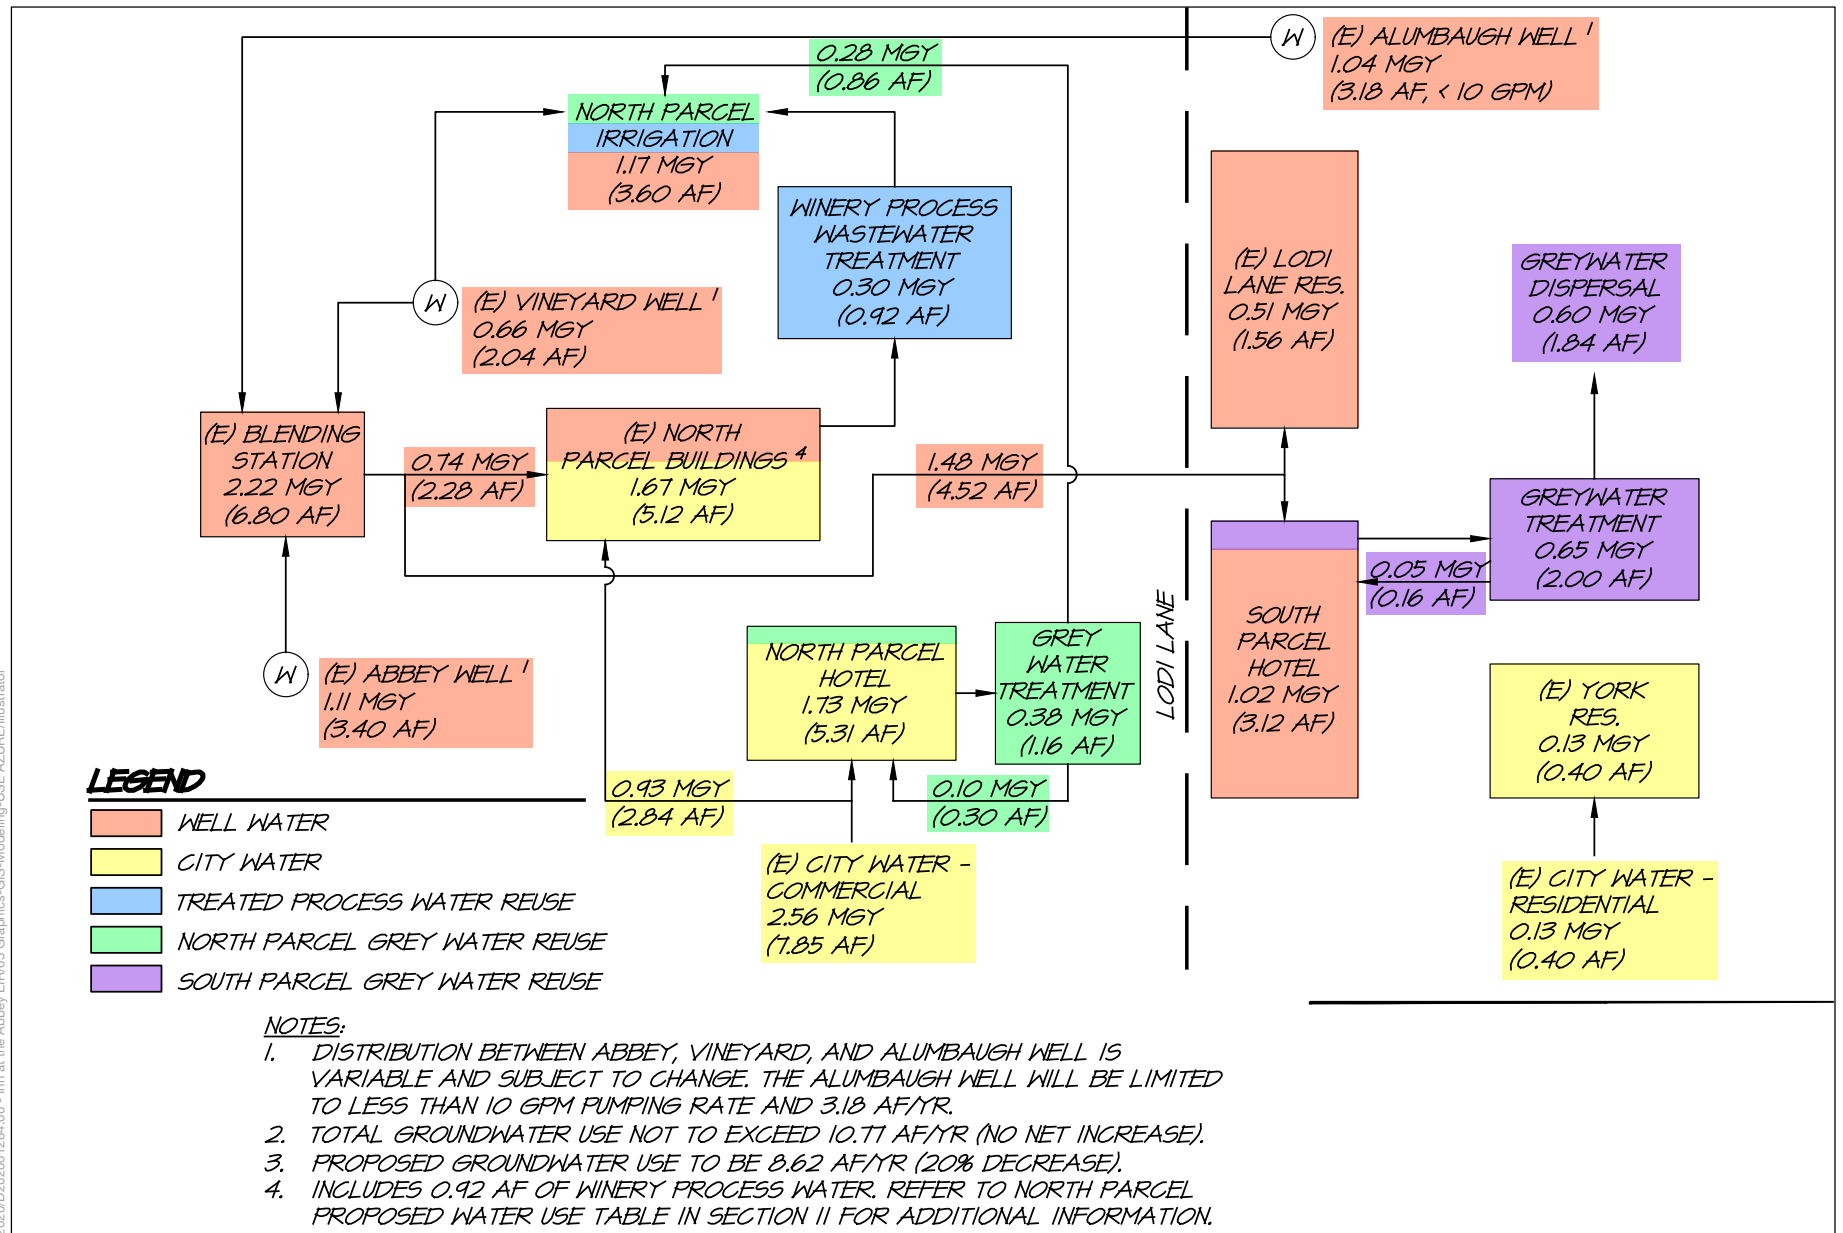 (E) ALUMBAUGH WELL 1
1.04 MGY
(3.18 AF, < 10 GPM)
W
0.28 MGY
(0.86 AF)
NORTH PARCEL
IRRIGATION
1.17 MGY
(3.60 AF)
WINERY PROCESS
WASTEWATER
TREATMENT
0.30 MGY
(0.92 AF)
W
(E) VINEYARD WELL 1
0.66 MGY
(2.04 AF)
(E) LODI
LANE RES.
0.51 MGY
(1.56 AF)
GREYWATER
DISPERSAL
0.60 MGY
(1.84 AF)
(E) BLENDING
STATION
2.22 MGY
(6.80 AF)
0.74 MGY
(2.28 AF)
(E) NORTH
PARCEL BUILDINGS 4
1.67 MGY
(5.12 AF)
1.48 MGY
(4.52 AF)
GREYWATER
TREATMENT
0.65 MGY
(2.00 AF)
0.05 MGY
(0.16 AF)
SOUTH
PARCEL
HOTEL
1.02 MGY
(3.12 AF)
LODI LANE
W
(E) ABBEY WELL 1
1.11 MGY
(3.40 AF)
NORTH PARCEL
HOTEL
1.73 MGY
(5.31 AF)
GREY
WATER
TREATMENT
0.38 MGY
(1.16 AF)
(E) YORK
RES.
0.13 MGY
(0.40 AF)
0.93 MGY
(2.84 AF)
0.10 MGY
(0.30 AF)
(E) CITY WATER -
COMMERCIAL
2.56 MGY
(7.85 AF)
(E) CITY WATER -
RESIDENTIAL
0.13 MGY
(0.40 AF)
LEGEND
WELL WATER
CITY WATER
TREATED PROCESS WATER REUSE
NORTH PARCEL GREY WATER REUSE
SOUTH PARCEL GREY WATER REUSE
NOTES:
1. DISTRIBUTION BETWEEN ABBEY, VINEYARD, AND ALUMBAUGH WELL IS
VARIABLE AND SUBJECT TO CHANGE. THE ALUMBAUGH WELL WILL BE LIMITED
TO LESS THAN 10 GPM PUMPING RATE AND 3.18 AF/YR.
2. TOTAL GROUNDWATER USE NOT TO EXCEED 10.77 AF/YR (NO NET INCREASE).
3. PROPOSED GROUNDWATER USE TO BE 8.62 AF/YR (20% DECREASE).
4. INCLUDES 0.92 AF OF WINERY PROCESS WATER. REFER TO NORTH PARCEL
PROPOSED WATER USE TABLE IN SECTION II FOR ADDITIONAL INFORMATION.